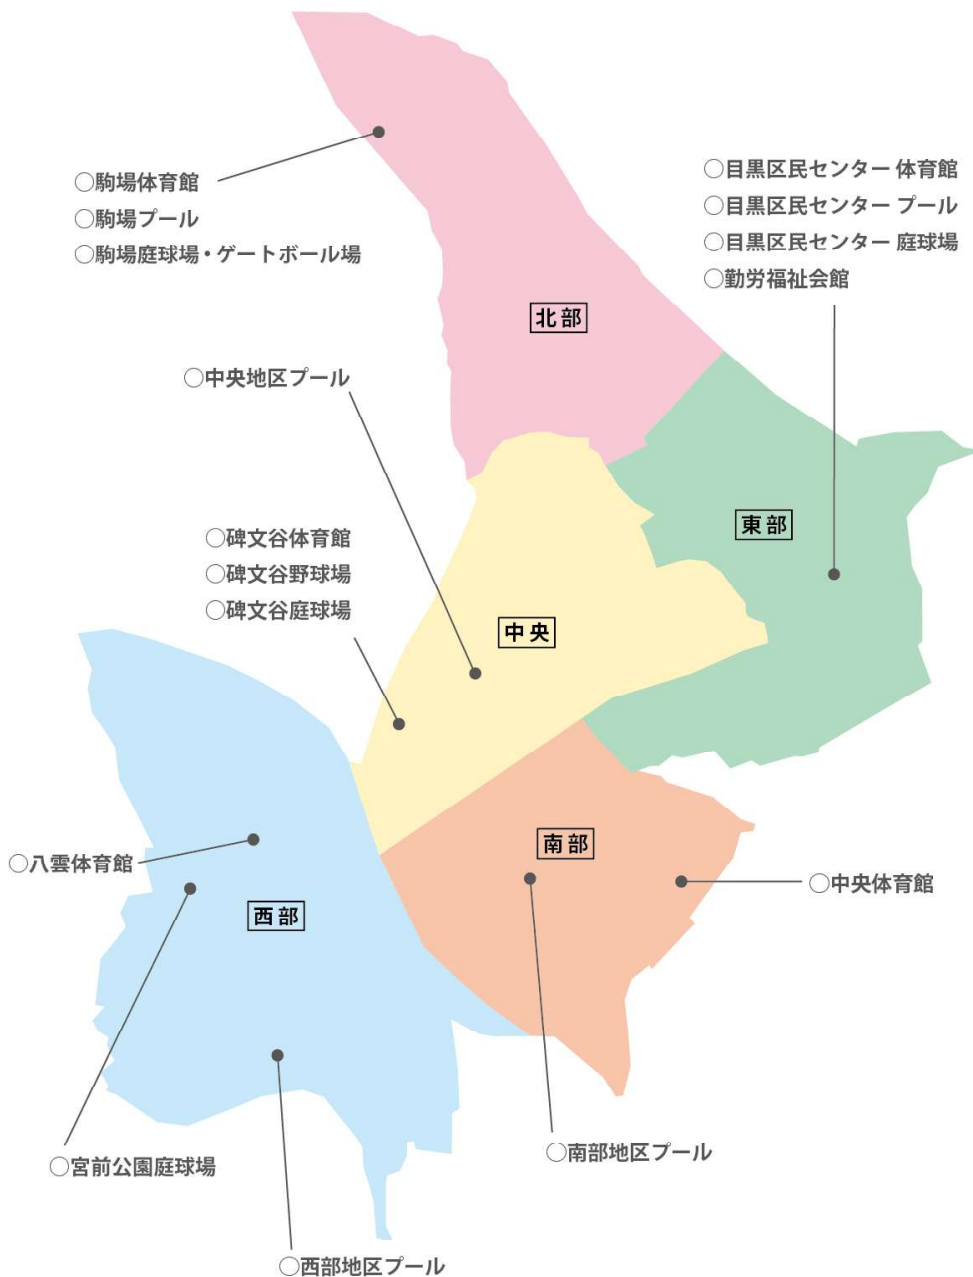 ○駒場体育館
○駒場プール
○駒場庭球場・ゲートボール場
○目黒区民センター 体育館
○目黒区民センター プール
○目黒区民センター 庭球場
○勤労福祉会館
北部
○中央地区プール
東部
○碑文谷体育館
○碑文谷野球場
○碑文谷庭球場
中央
南部
○八雲体育館
○中央体育館
西部
○南部地区プール
○宮前公園庭球場
○西部地区プール